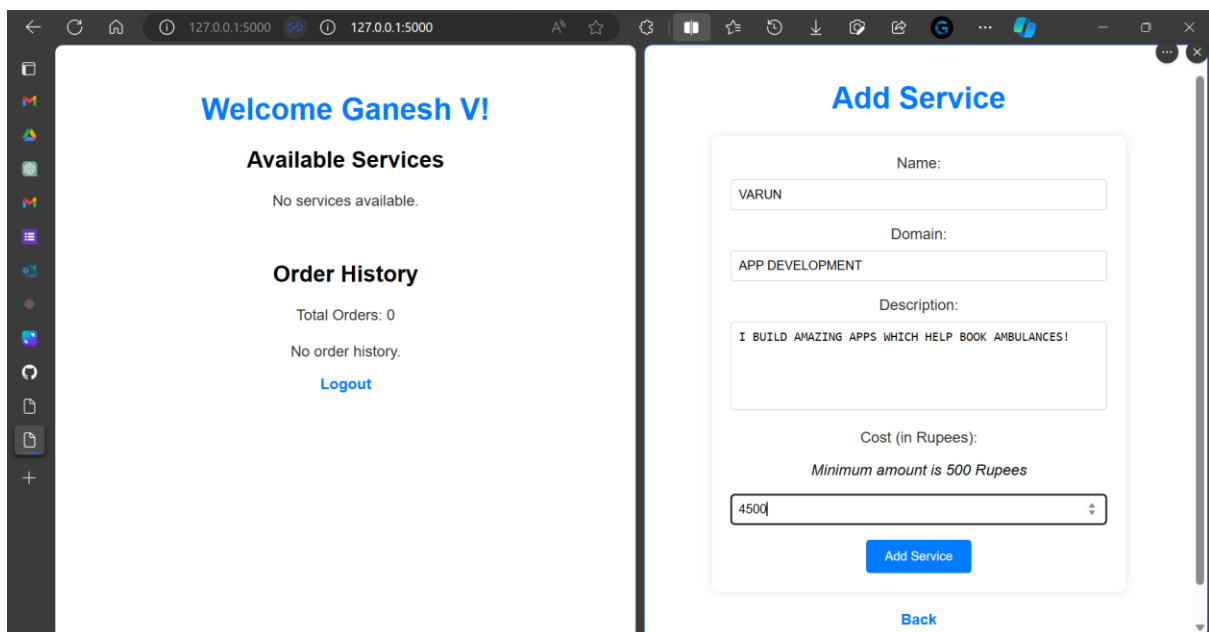 127.0.0.1:5000
127.0.0.1:5000
Welcome Ganesh V!
Available Services
No services available.
Order History
Total Orders: 0
No order history.
Logout
Add Service
Name:
VARUN
Domain:
APP DEVELOPMENT
Description:
I BUILD AMAZING APPS WHICH HELP BOOK AMBULANCES!
Cost (in Rupees):
Minimum amount is 500 Rupees
4500
Add Service
Back